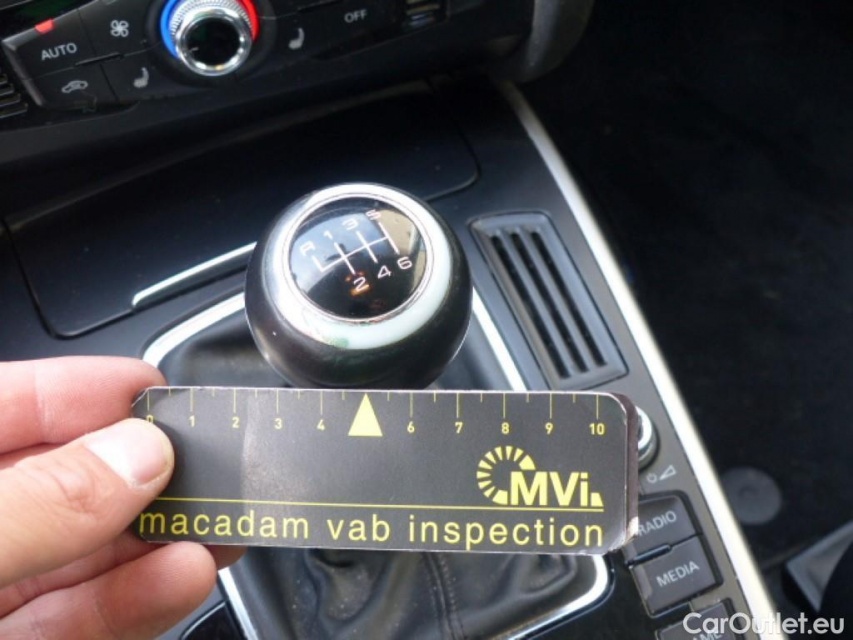 AUTO
OFF
R 1 3 5
2 4 6
0 1 2 3 4 6 7 8 9 10
MVi
macadam vab inspection
RADIO
MEDIA
CarOutlet.eu